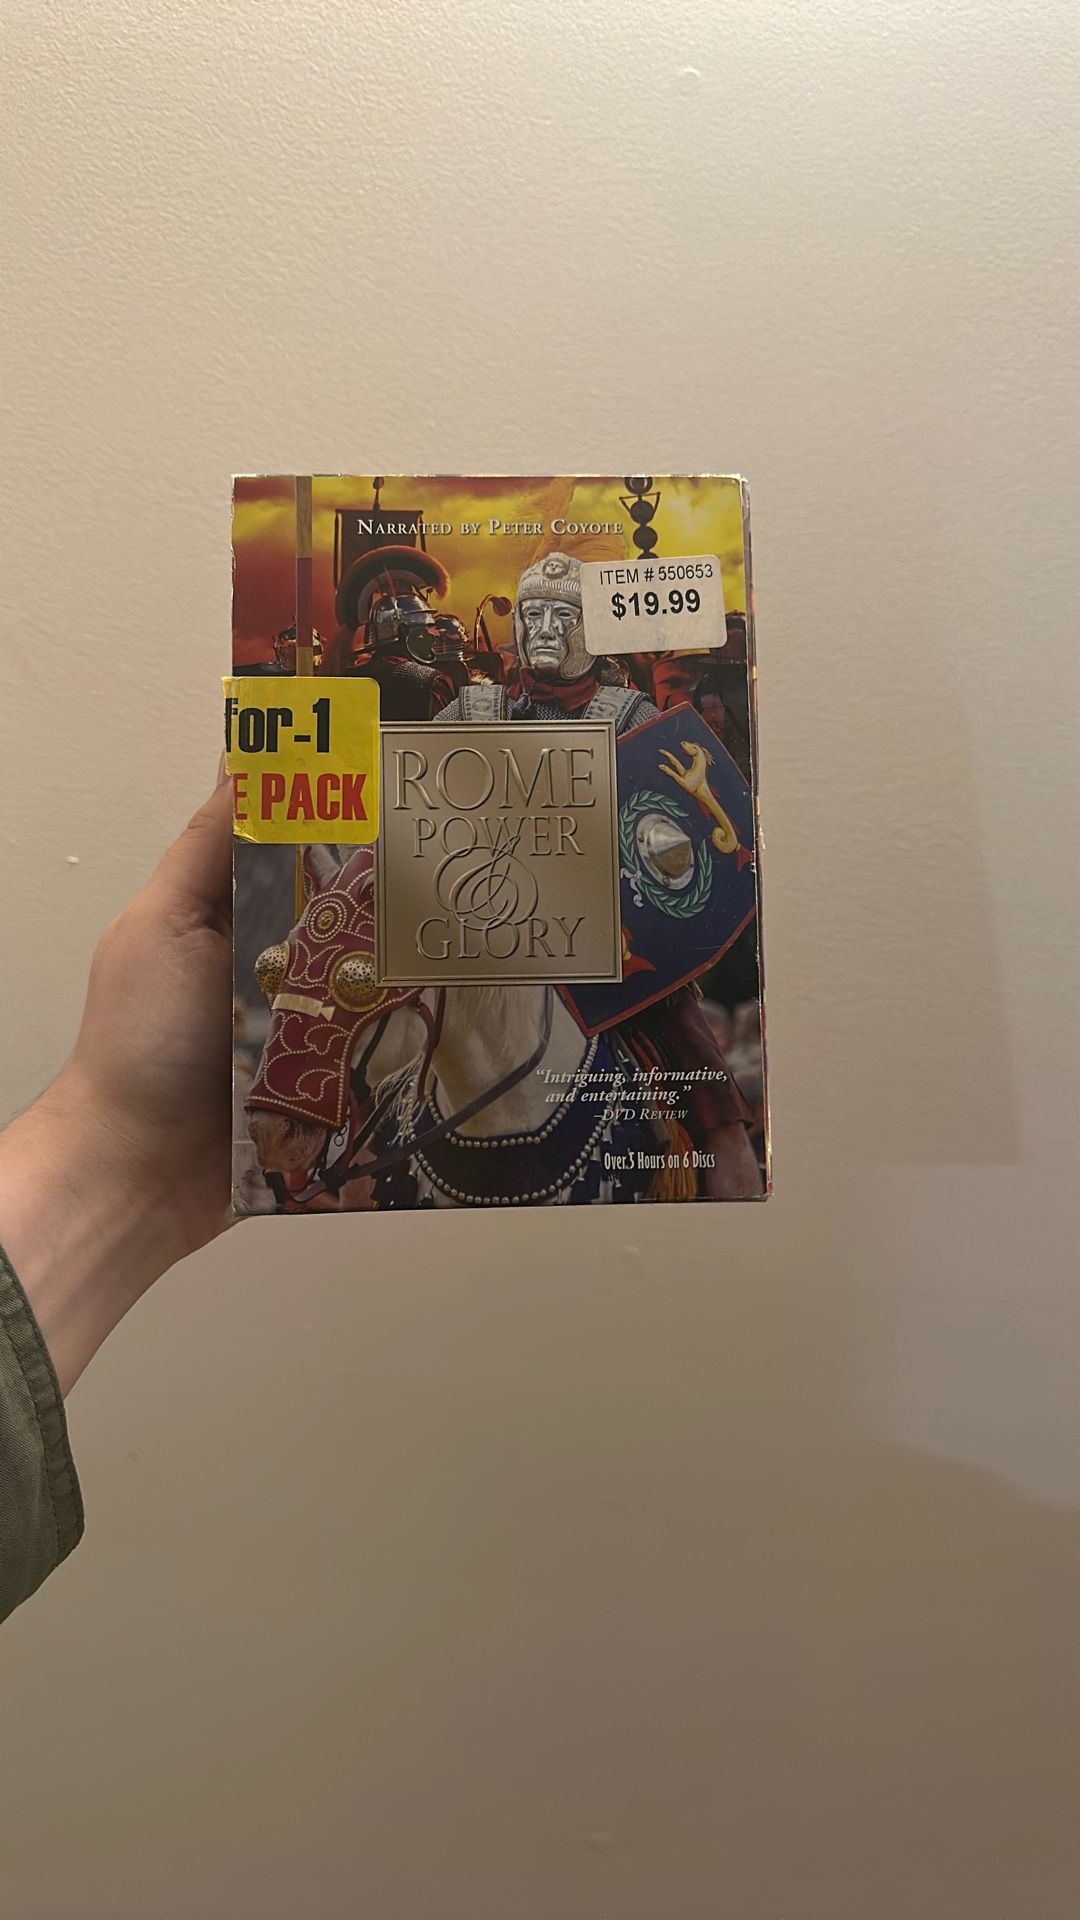 NARRATED BY PETER COYOTE
ITEM # 550653
$19.99
for-1
E PACK
ROME
POWER
&
GLORY
“Intriguing, informative,
and entertaining.”
–DVD REVIEW
Over 5 Hours on 6 Discs